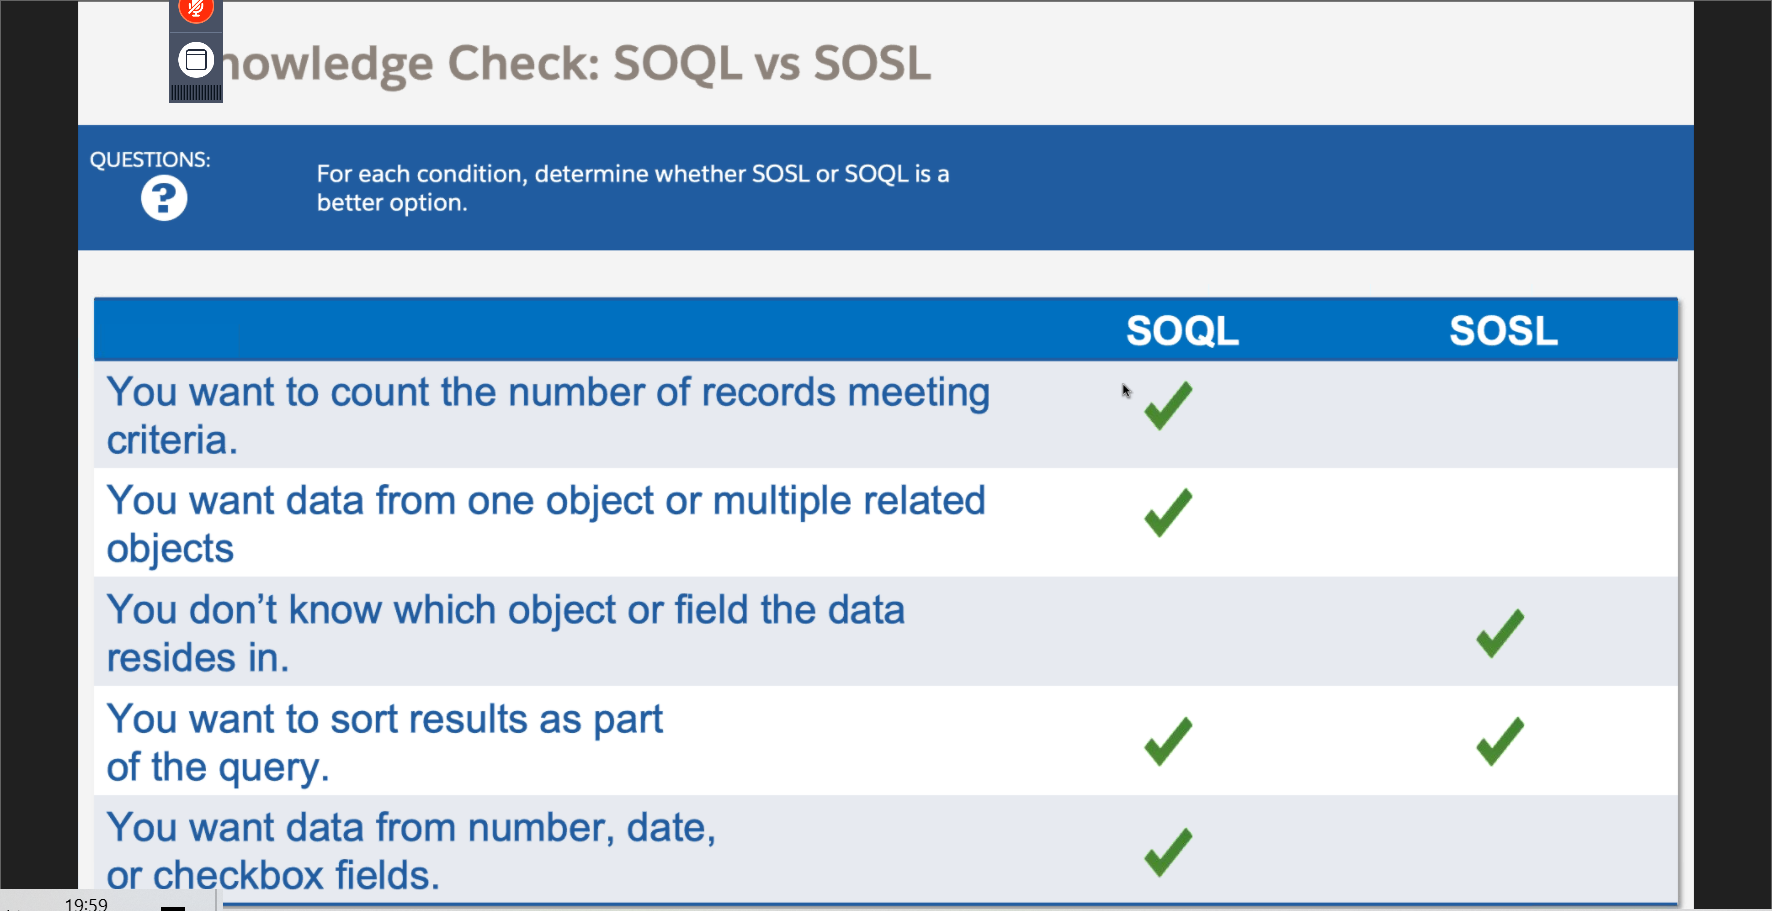 nowledge Check: SOQL vs SOSL
QUESTIONS:
?
For each condition, determine whether SOSL or SOQL is a
better option.
SOQL SOSL
You want to count the number of records meeting
criteria.
You want data from one object or multiple related
objects
You don’t know which object or field the data
resides in.
You want to sort results as part
of the query.
You want data from number, date,
or checkbox fields.
19:59